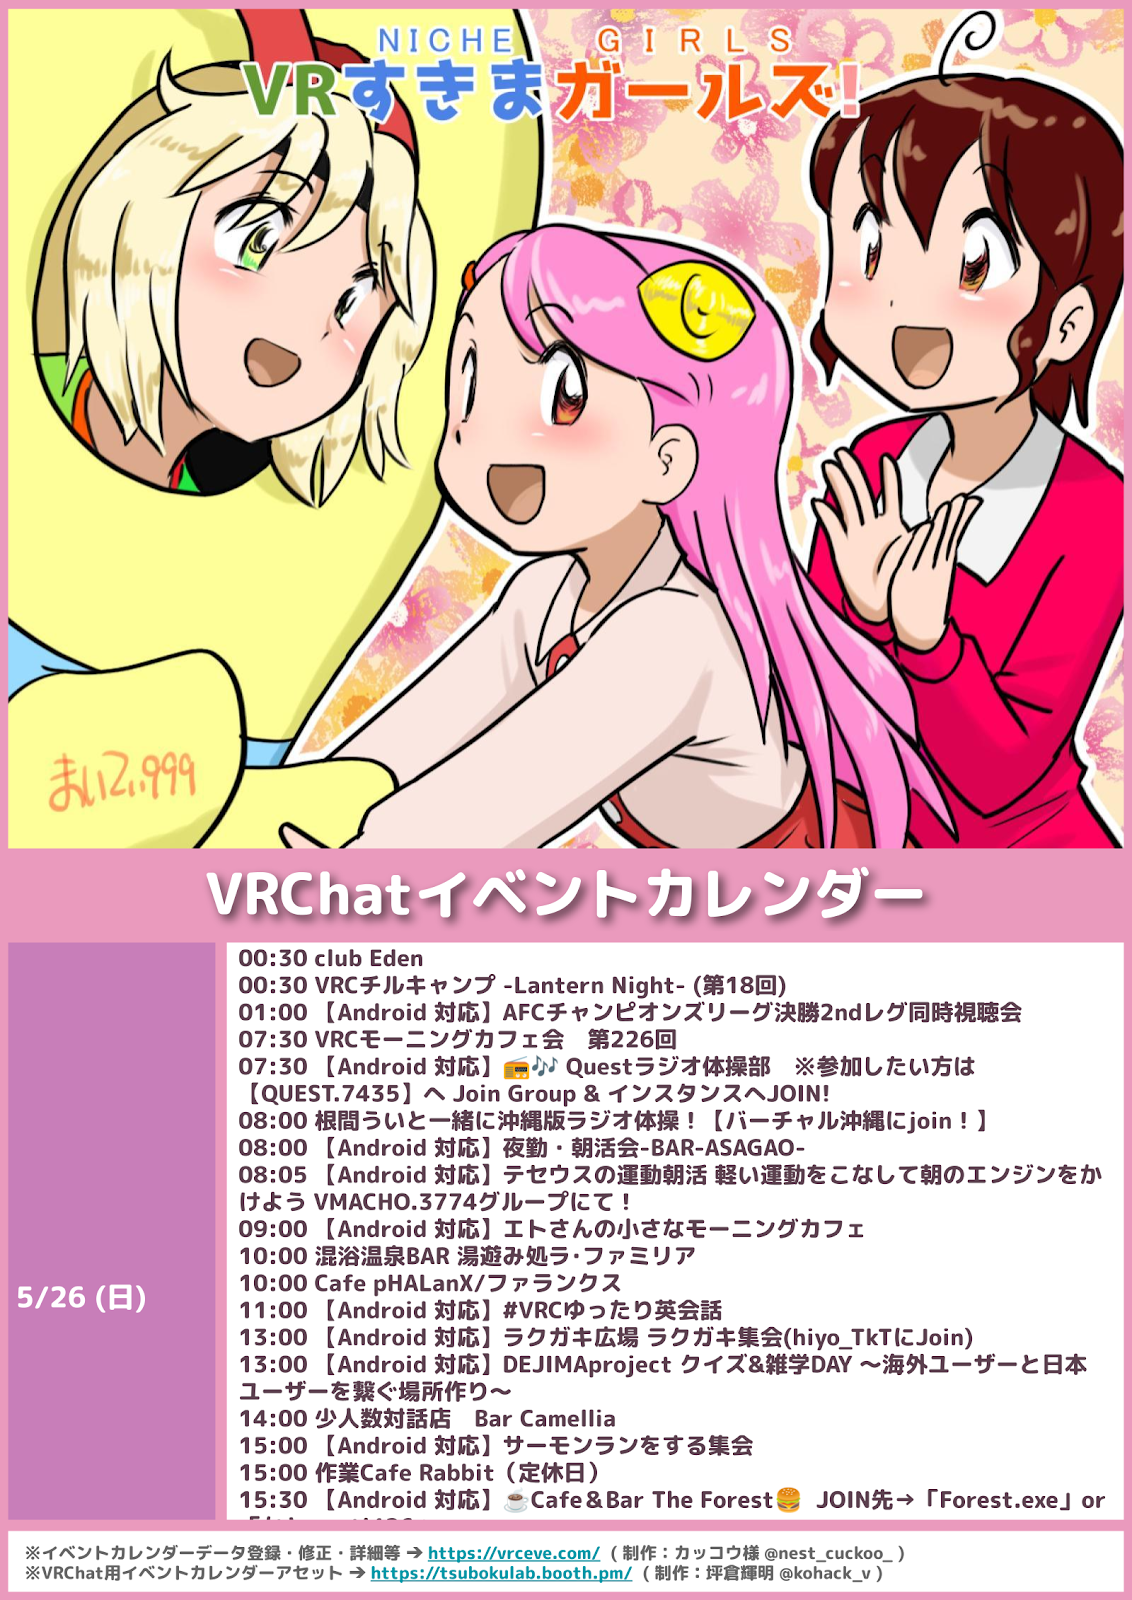 NICHE GIRLS
VRすきまガールズ!
まいてい999
VRChatイベントカレンダー
5/26 (日)
00:30 club Eden
00:30 VRCチルキャンプ -Lantern Night- (第18回)
01:00 【Android 対応】AFCチャンピオンズリーグ決勝2ndレグ同時視聴会
07:30 VRCモーニングカフェ会　第226回
07:30 【Android 対応】📻🎶 Questラジオ体操部　※参加したい方は
【QUEST.7435】へ Join Group & インスタンスへJOIN!
08:00 根間ういと一緒に沖縄版ラジオ体操！【バーチャル沖縄にjoin！】
08:00 【Android 対応】夜勤・朝活会-BAR-ASAGAO-
08:05 【Android 対応】テセウスの運動朝活 軽い運動をこなして朝のエンジンをか
けよう VMACHO.3774グループにて！
09:00 【Android 対応】エトさんの小さなモーニングカフェ
10:00 混浴温泉BAR 湯遊み処ラ･ファミリア
10:00 Cafe pHALanX/ファランクス
11:00 【Android 対応】#VRCゆったり英会話
13:00 【Android 対応】ラクガキ広場 ラクガキ集会(hiyo_TkTにJoin)
13:00 【Android 対応】DEJIMAproject クイズ&雑学DAY ～海外ユーザーと日本
ユーザーを繋ぐ場所作り～
14:00 少人数対話店　Bar Camellia
15:00 【Android 対応】サーモンランをする集会
15:00 作業Cafe Rabbit（定休日）
15:30 【Android 対応】☕Cafe＆Bar The Forest🍔 JOIN先→「Forest.exe」or
※イベントカレンダーデータ登録・修正・詳細等 ➔ https://vrceve.com/ ( 制作：カッコウ様 @nest_cuckoo_ )
※VRChat用イベントカレンダーアセット ➔ https://tsubokulab.booth.pm/ ( 制作：坪倉輝明 @kohack_v )